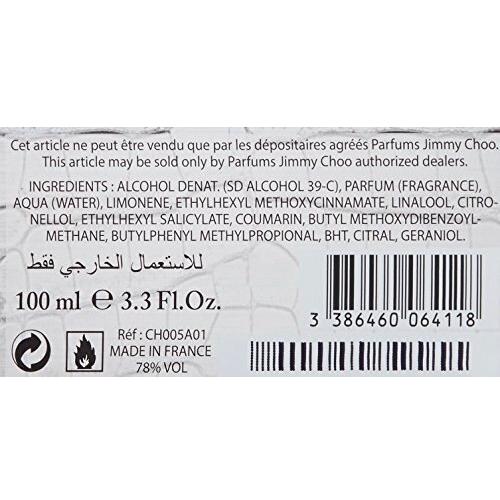 Cet article ne peut être vendu que par les dépositaires agréés Parfums Jimmy Choo.
This article may be sold only by Parfums Jimmy Choo authorized dealers.
INGREDIENTS : ALCOHOL DENAT. (SD ALCOHOL 39-C), PARFUM (FRAGRANCE),
AQUA (WATER), LIMONENE, ETHYLHEXYL METHOXYCINNAMATE, LINALOOL, CITRO-
NELLOL, ETHYLHEXYL SALICYLATE, COUMARIN, BUTYL METHOXYDIBENZOYL-
METHANE, BUTYLPHENYL METHYLPROPIONAL, BHT, CITRAL, GERANIOL.
للاستعمال الخارجي فقط
100 ml ℮ 3.3 Fl.Oz.
Réf : CH005A01
MADE IN FRANCE
78% VOL
3 386460 064118